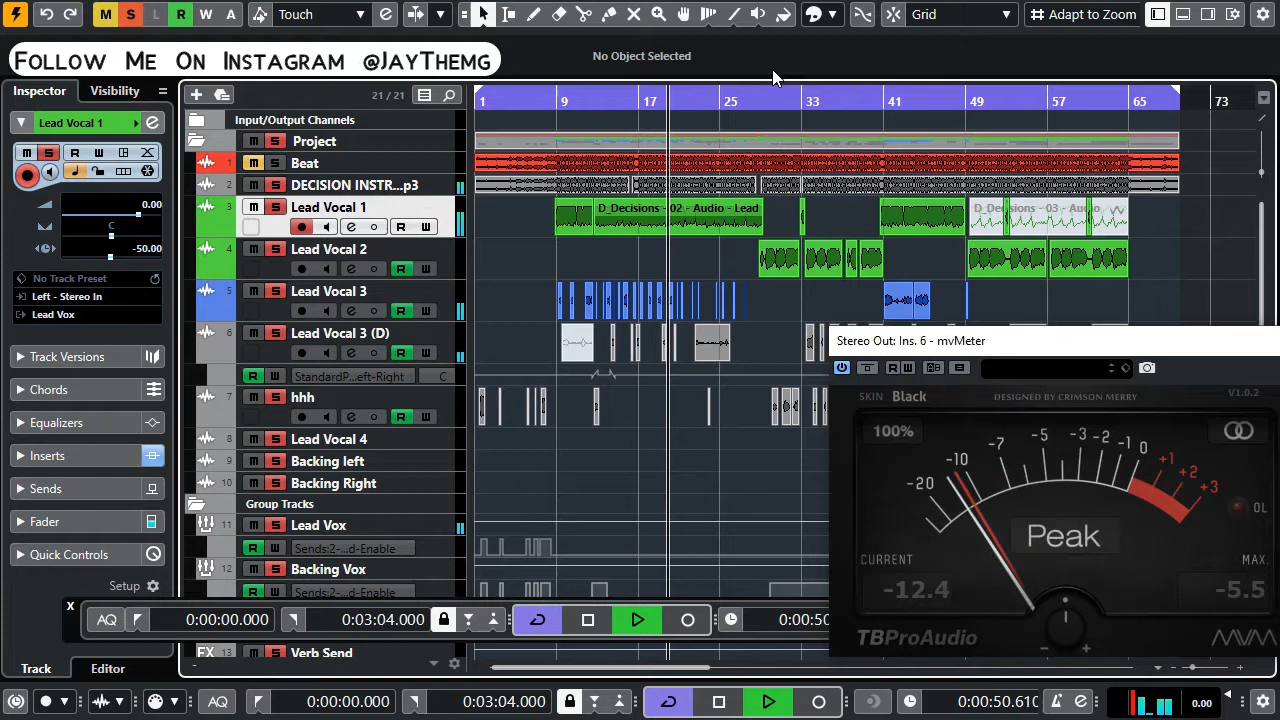 M S L R W A Touch Grid Adapt to Zoom
Follow Me On Instagram @JayThemg
No Object Selected
Inspector Visibility
21 / 21
1 9 17 25 33 41 49 57 65 73
Lead Vocal 1
Input/Output Channels
M S R W
M S Project
1 M S Beat
0.00
2 M S DECISION INSTR...p3
C
3 M S Lead Vocal 1
D_Decisions - 02 - Audio - Lead
D_Decisions - 03 - Audio
R W
-50.00
4 M S Lead Vocal 2
R W
No Track Preset
Left - Stereo In
5 M S Lead Vocal 3
Lead Vox
R W
6 M S Lead Vocal 3 (D)
Stereo Out: Ins. 6 - mvMeter
Track Versions
R W StandardP...eft-Right C
R W
Chords
7 M S hhh
SKIN Black DESIGNED BY CRIMSON MERRY V1.0.2
Equalizers
R W
100%
8 M S Lead Vocal 4
-20 -10 -7 -5 -3 -2 -1 0 +1 +2 +3
Inserts
9 M S Backing left
Sends
10 M S Backing Right
Group Tracks
OL
Fader
11 M S Lead Vox
Peak
R W Sends:2-...d-Enable
Quick Controls
12 M S Backing Vox
CURRENT MAX.
Setup
R W Sends:2-...d-Enable
-12.4 -5.5
X AQ 0:00:00.000 0:03:04.000 0:00:50
- +
TBProAudio
FX 13 M S Verb Send
Track Editor
AQ 0:00:00.000 0:03:04.000 0:00:50.610 0.00